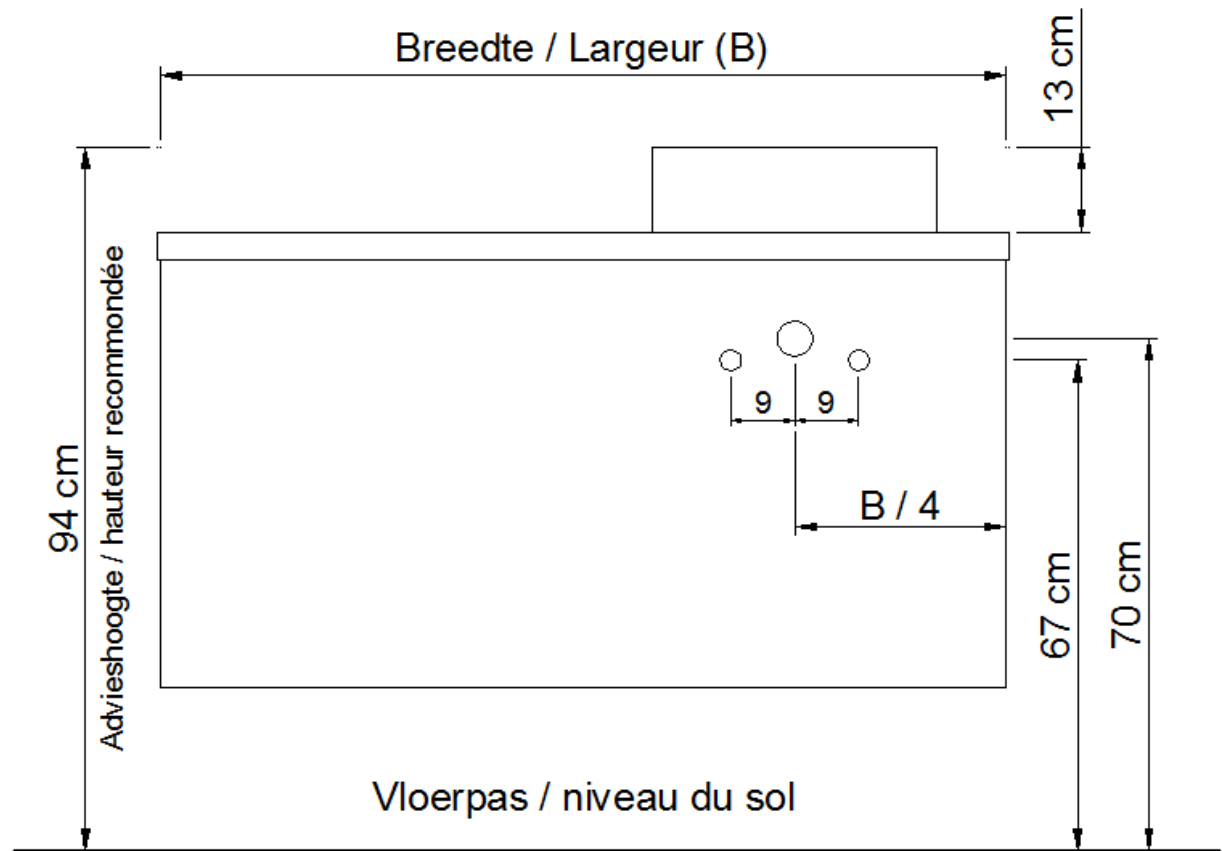 Breedte / Largeur (B)
13 cm
94 cm
Advieshoogte / hauteur recommondée
9
9
B / 4
67 cm
70 cm
Vloerpas / niveau du sol